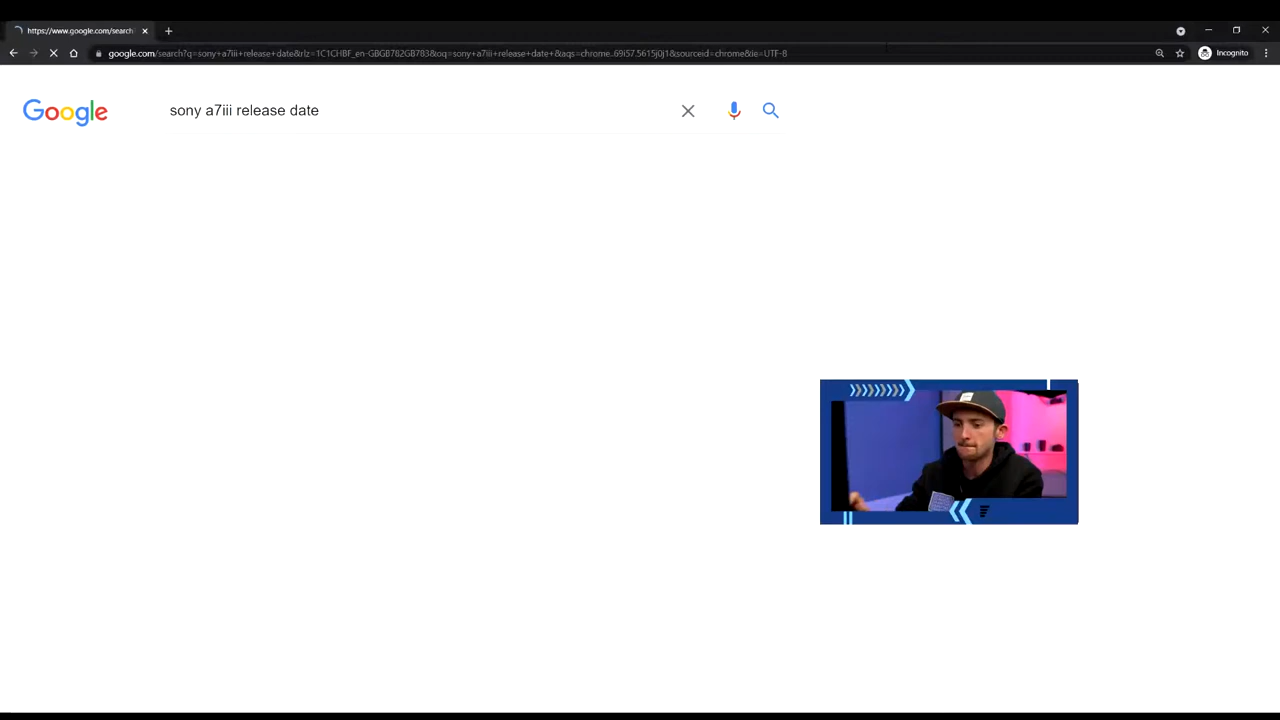 https://www.google.com/search
google.com/search?q=sony+a7iii+release+date&rlz=1C1CHBF_en-GBGB782GB783&oq=sony+a7iii+release+date+&aqs=chrome..69i57.5615j0j1&sourceid=chrome&ie=UTF-8
Incognito
Google
sony a7iii release date